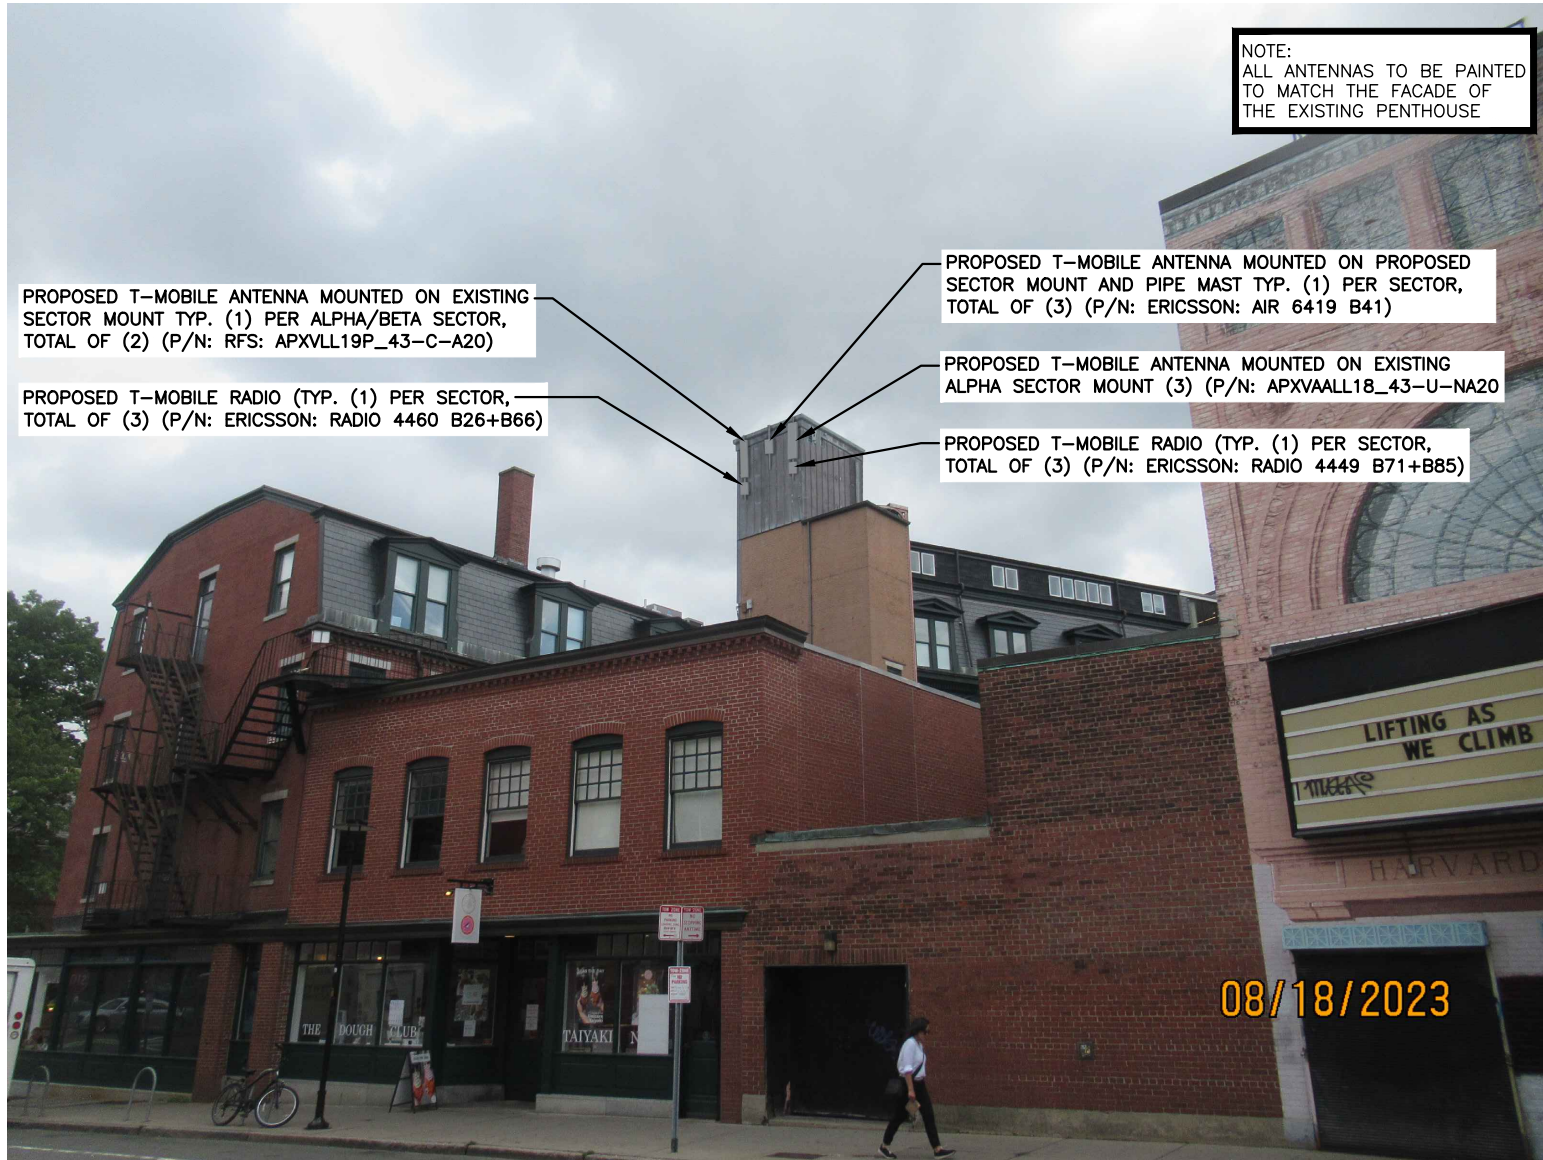 NOTE:
ALL ANTENNAS TO BE PAINTED
TO MATCH THE FACADE OF
THE EXISTING PENTHOUSE
PROPOSED T-MOBILE ANTENNA MOUNTED ON PROPOSED
SECTOR MOUNT AND PIPE MAST TYP. (1) PER SECTOR,
TOTAL OF (3) (P/N: ERICSSON: AIR 6419 B41)
PROPOSED T-MOBILE ANTENNA MOUNTED ON EXISTING
SECTOR MOUNT TYP. (1) PER ALPHA/BETA SECTOR,
TOTAL OF (2) (P/N: RFS: APXVLL19P_43-C-A20)
PROPOSED T-MOBILE ANTENNA MOUNTED ON EXISTING
ALPHA SECTOR MOUNT (3) (P/N: APXVAALL18_43-U-NA20
PROPOSED T-MOBILE RADIO (TYP. (1) PER SECTOR,
TOTAL OF (3) (P/N: ERICSSON: RADIO 4460 B26+B66)
PROPOSED T-MOBILE RADIO (TYP. (1) PER SECTOR,
TOTAL OF (3) (P/N: ERICSSON: RADIO 4449 B71+B85)
LIFTING AS
WE CLIMB
HARVARD
08/18/2023
THE DOUGH CLUB
TAIYAKI N